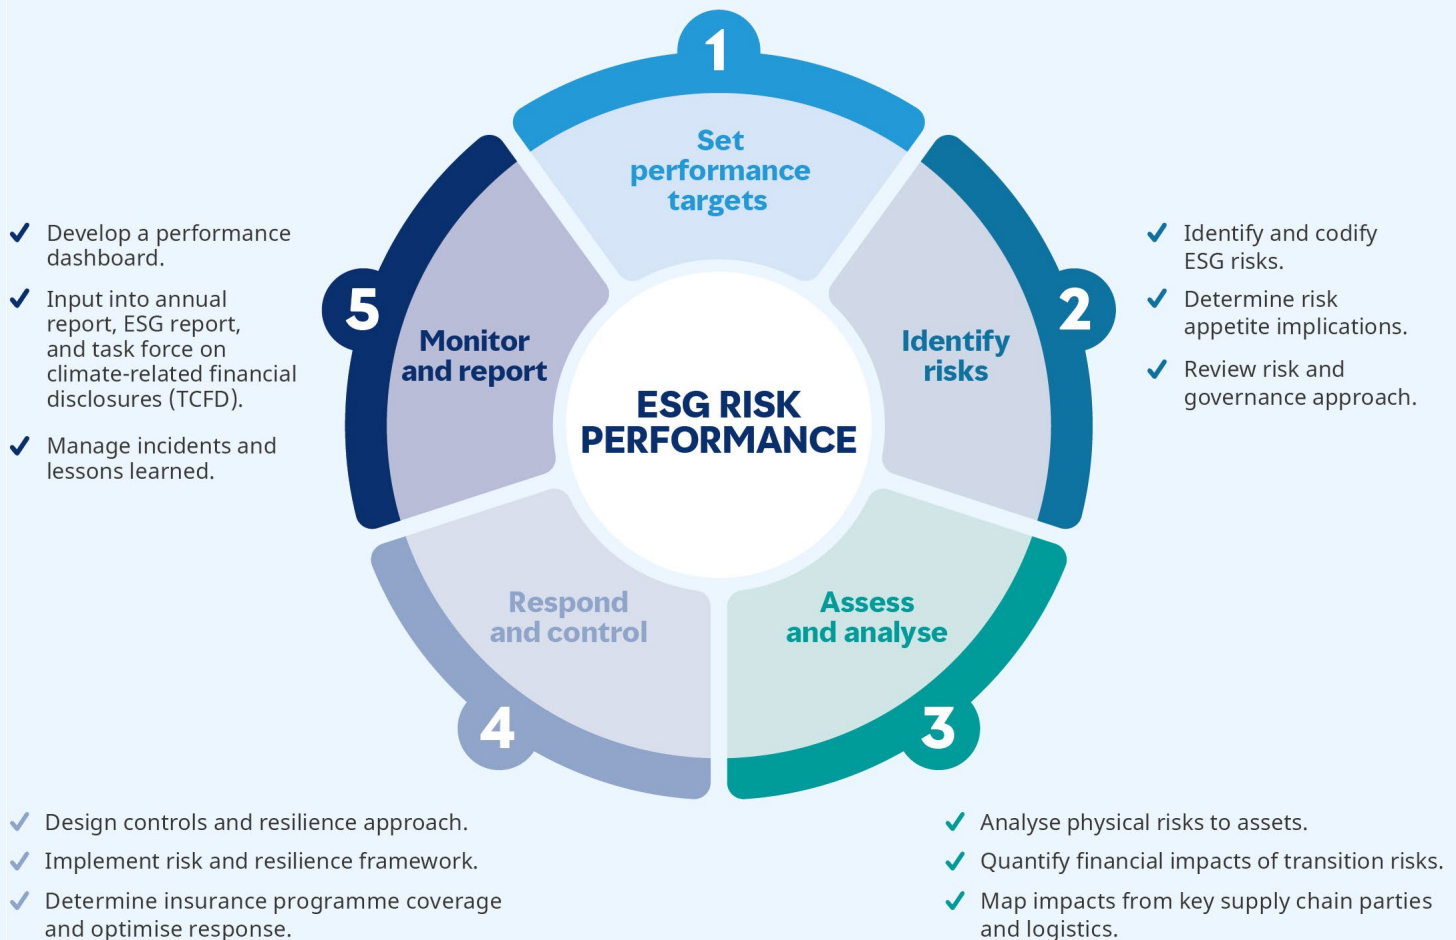 1
Set
performance
targets
2
Identify
risks
Identify and codify
ESG risks.
Determine risk
appetite implications.
Review risk and
governance approach.
3
Assess
and analyse
Analyse physical risks to assets.
Quantify financial impacts of transition risks.
Map impacts from key supply chain parties
and logistics.
4
Respond
and control
Design controls and resilience approach.
Implement risk and resilience framework.
Determine insurance programme coverage
and optimise response.
5
Monitor
and report
Develop a performance
dashboard.
Input into annual
report, ESG report,
and task force on
climate-related financial
disclosures (TCFD).
Manage incidents and
lessons learned.
ESG RISK
PERFORMANCE